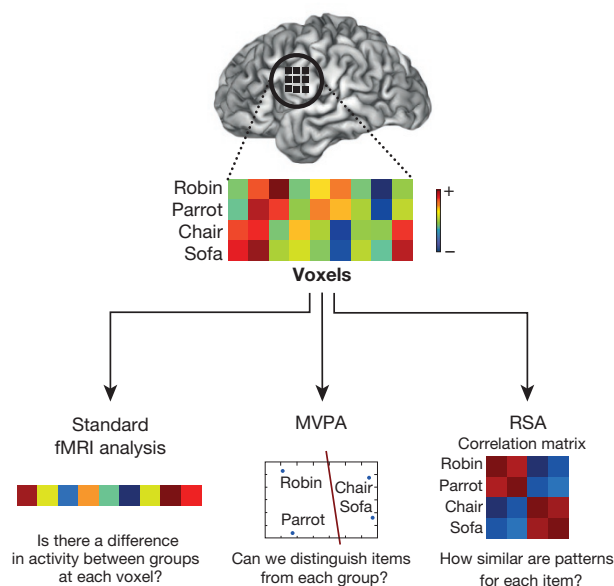 Robin
Parrot
Chair
Sofa
+
−
Voxels
Standard
fMRI analysis
Is there a difference
in activity between groups
at each voxel?
MVPA
Robin
Chair
Sofa
Parrot
Can we distinguish items
from each group?
RSA
Correlation matrix
Robin
Parrot
Chair
Sofa
How similar are patterns
for each item?